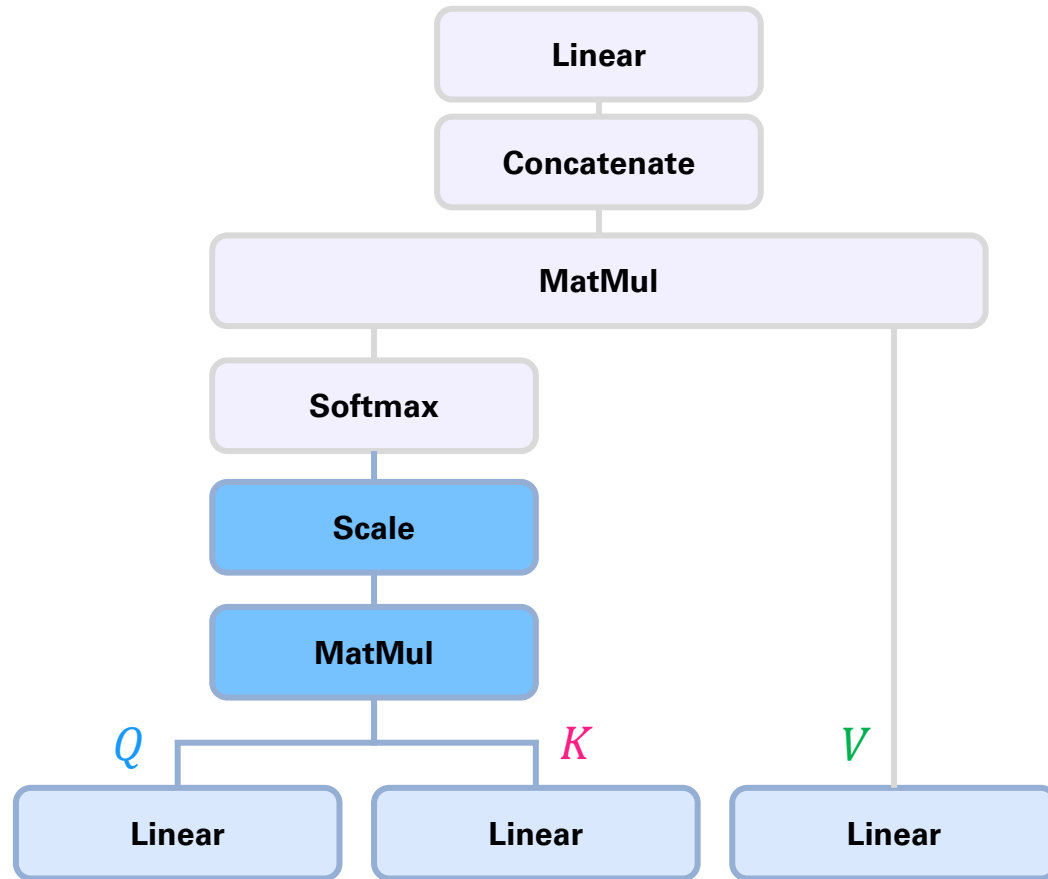 Linear
Concatenate
MatMul
Softmax
Scale
MatMul
Q K V
Linear Linear Linear